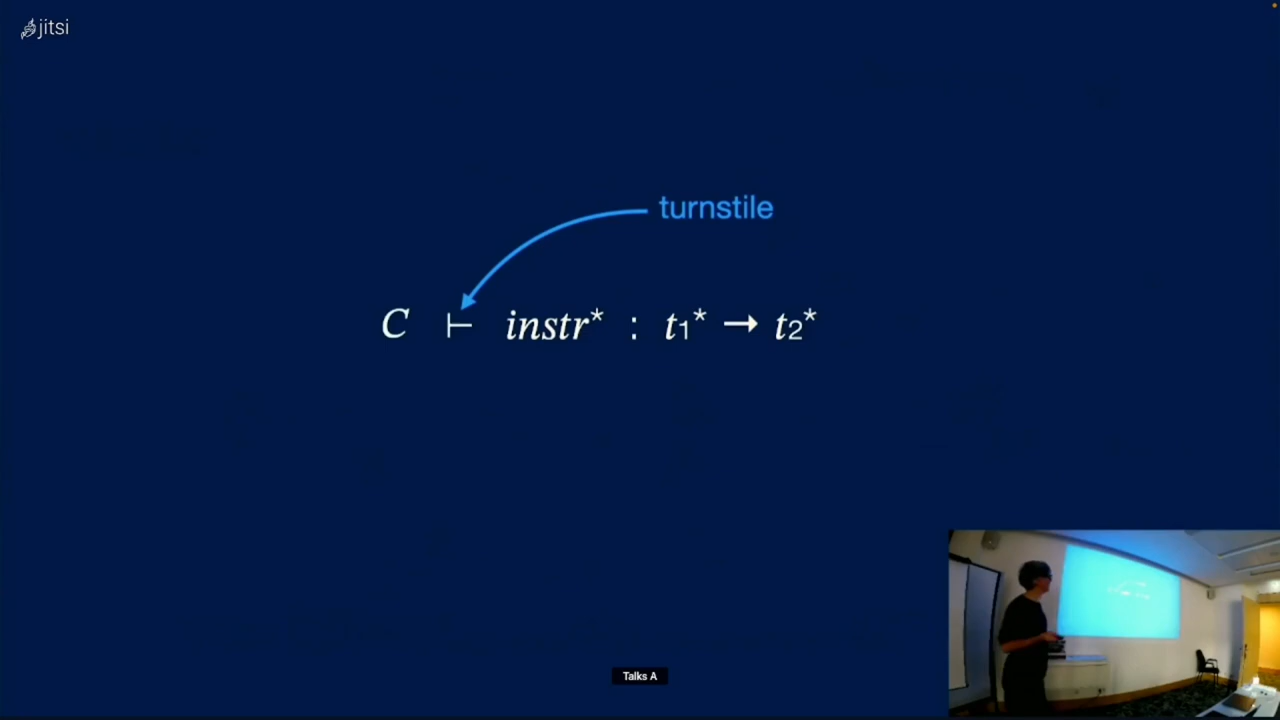 jitsi
turnstile
C ⊢ instr* : t₁* → t₂*
Talks A